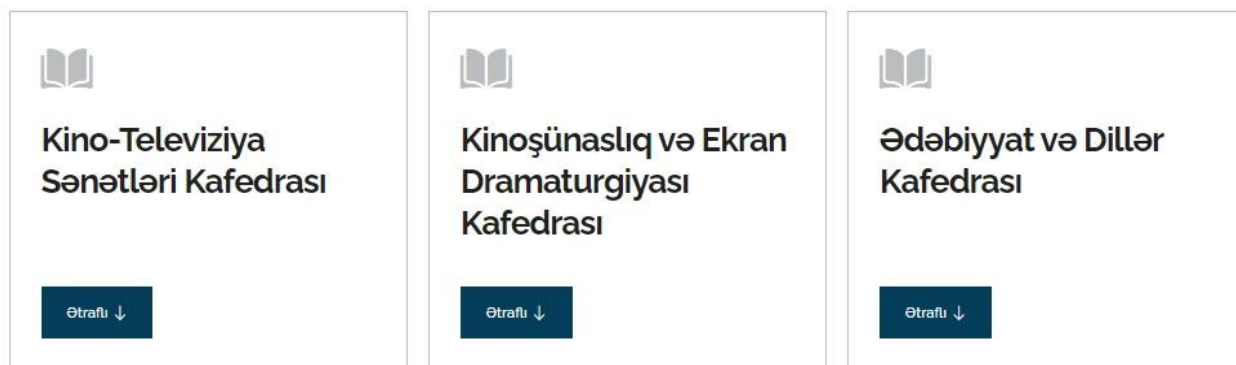 Kino-Televiziya
Sənətləri Kafedrası
Ətraflı ↓
Kinoşünaslıq və Ekran
Dramaturgiyası
Kafedrası
Ətraflı ↓
Ədəbiyyat və Dillər
Kafedrası
Ətraflı ↓